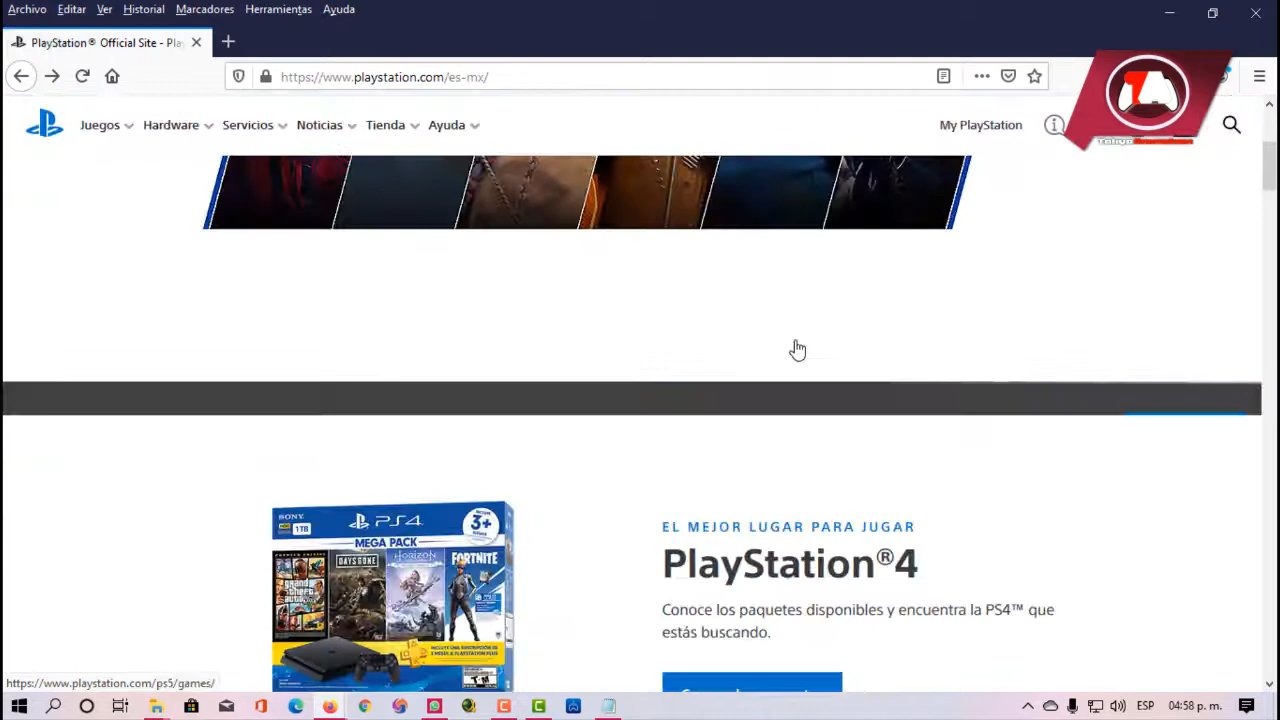 Archivo Editar Ver Historial Marcadores Herramientas Ayuda
PlayStation® Official Site - Pla
https://www.playstation.com/es-mx/
Juegos Hardware Servicios Noticias Tienda Ayuda My PlayStation
SONY
1TB
PS4
MEGA PACK
INCLUYE
3+
grand theft auto
DAYS GONE
HORIZON
FORTNITE
EL MEJOR LUGAR PARA JUGAR
PlayStation®4
Conoce los paquetes disponibles y encuentra la PS4™ que
estás buscando.
https://www.playstation.com/ps5/games/
ESP 04:58 p. m.